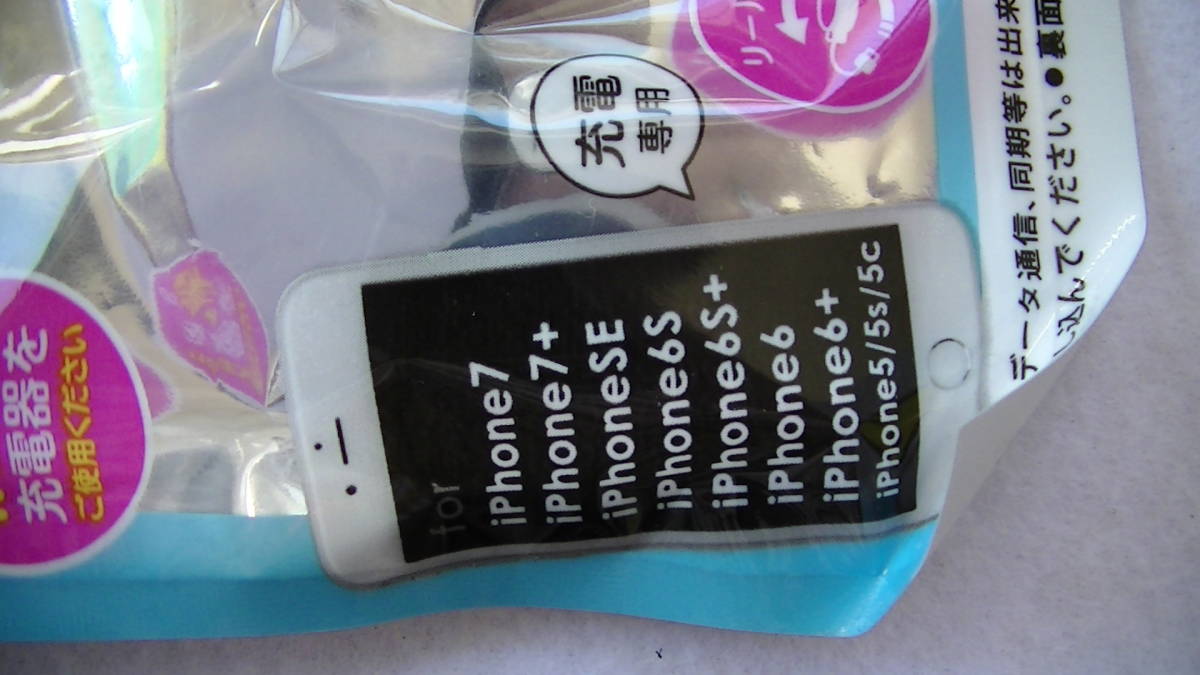 リー
充電
専用
for
iPhone7
iPhone7+
iPhoneSE
iPhone6S
iPhone6S+
iPhone6
iPhone6+
iPhone5/5s/5c
充電器を
ご使用ください
データ通信、同期等は出来
込んでください。●裏面